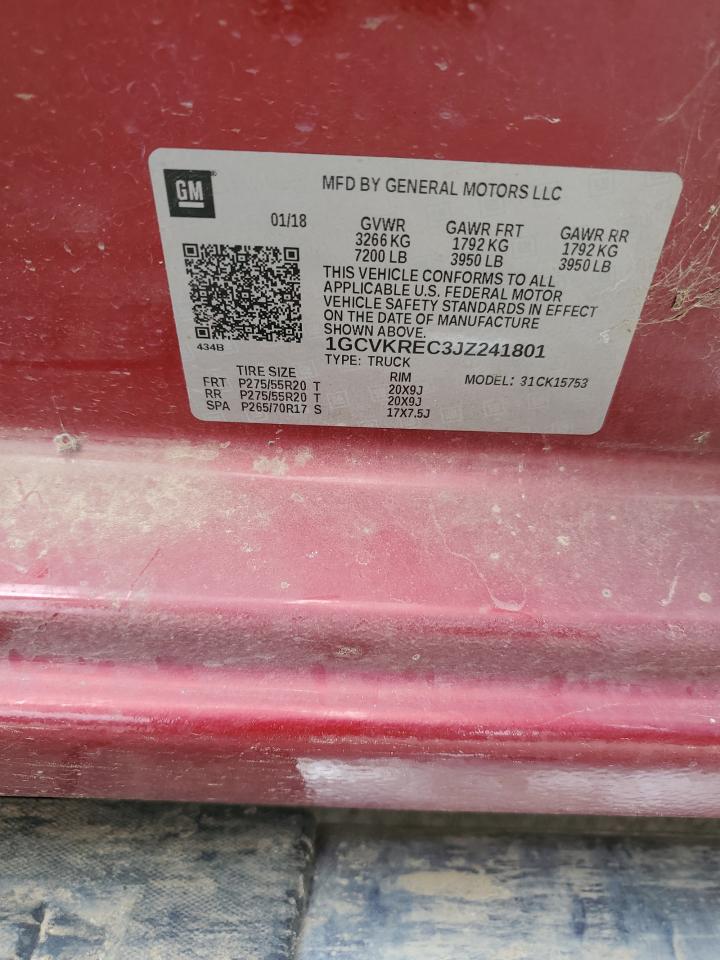 GM
MFD BY GENERAL MOTORS LLC
01/18 GVWR GAWR FRT GAWR RR
3266 KG 1792 KG 1792 KG
7200 LB 3950 LB 3950 LB
THIS VEHICLE CONFORMS TO ALL
APPLICABLE U.S. FEDERAL MOTOR
VEHICLE SAFETY STANDARDS IN EFFECT
ON THE DATE OF MANUFACTURE
SHOWN ABOVE.
434B
1GCVKREC3JZ241801
TYPE: TRUCK
TIRE SIZE RIM MODEL: 31CK15753
FRT P275/55R20 T 20X9J
RR P275/55R20 T 20X9J
SPA P265/70R17 S 17X7.5J